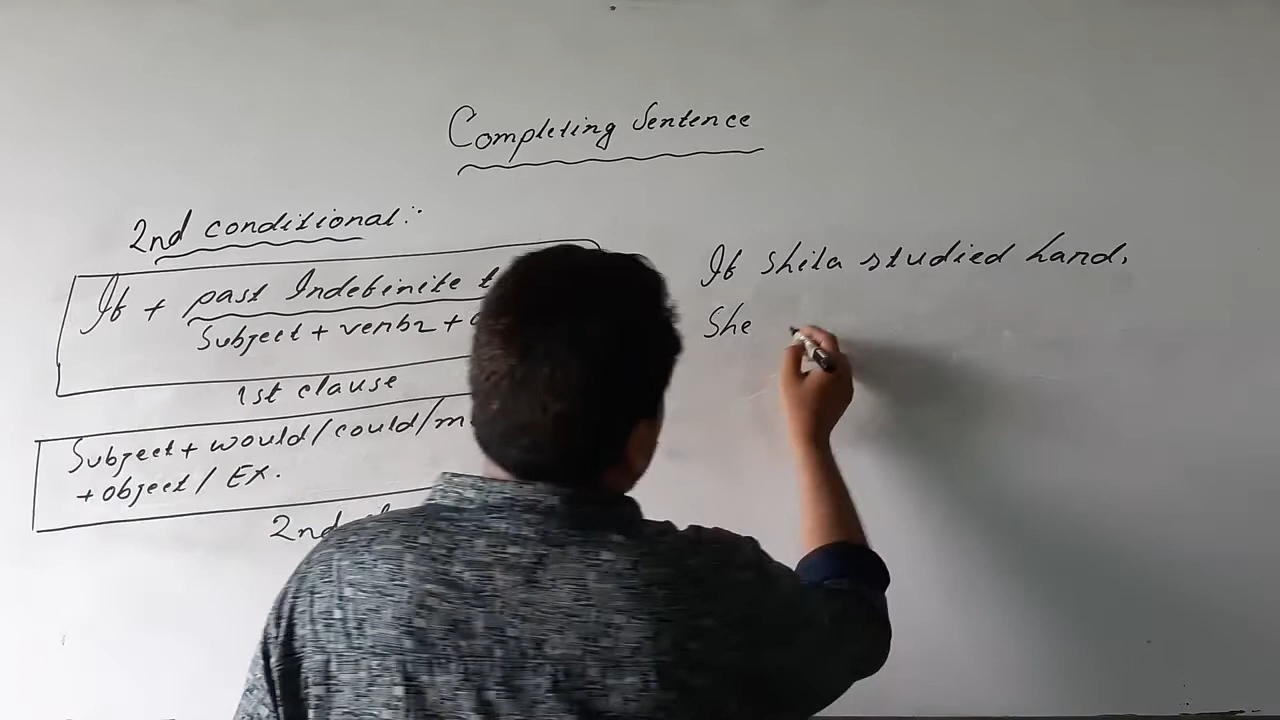 Completing Sentence
2nd conditional:
If + past Indefinite
Subject + verb2 +
1st clause
Subject + would/could/
+ object / Ex.
2nd
If Shila studied hard,
She